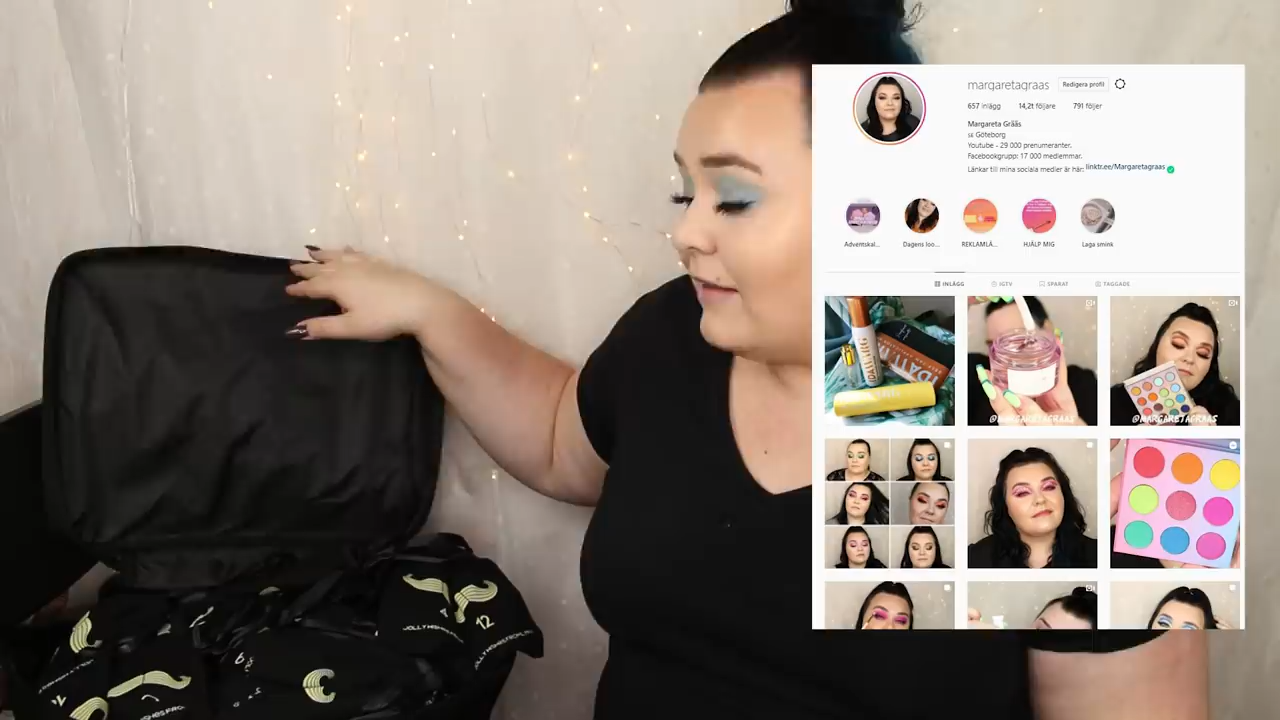 margaretagraas Redigera profil
657 inlägg 14,2t följare 791 följer
Margareta Grääs
Göteborg
Youtube - 29 000 prenumeranter.
Facebookgrupp: 17 000 medlemmar.
Länkar till mina sociala medier är här: linktr.ee/Margaretagraas
Adventskal... Dagens loo... REKLAMLÄ... HJÄLP MIG Laga smink
INLÄGG IGTV SPARAT TAGGADE
@MARGARETAGRAAS
@MARGARETAGRAAS
12